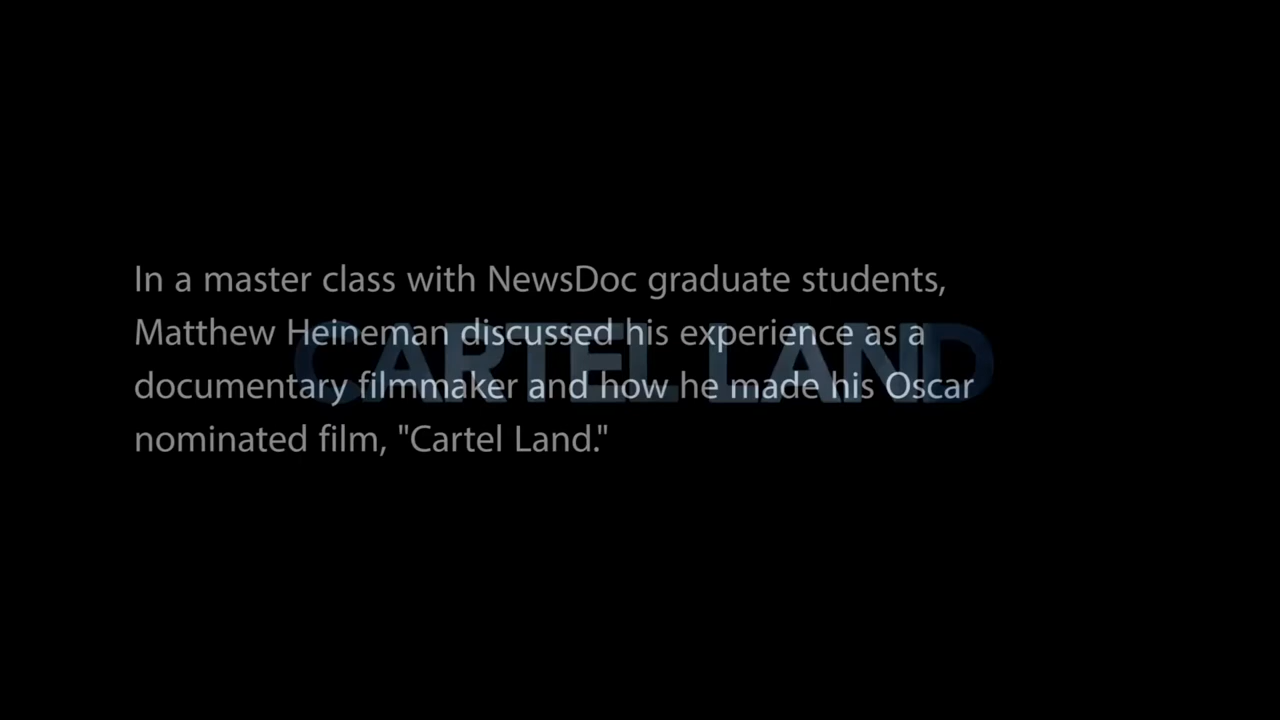 In a master class with NewsDoc graduate students,
Matthew Heineman discussed his experience as a
documentary filmmaker and how he made his Oscar
nominated film, "Cartel Land."
CARTEL LAND